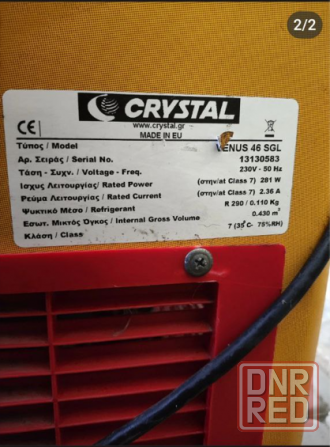 2/2
CRYSTAL
CE www.crystal.gr
MADE IN EU
Τύπος / Model VENUS 46 SGL
Αρ. Σειράς / Serial No. 13130583
Τάση - Συχν. / Voltage - Freq. 230V - 50 Hz
Ισχυς Λειτουργίας/ Rated Power (στην/at Class 7) 281 W
Ρεύμα Λειτουργίας / Rated Current (στην/at Class 7) 2.36 A
Ψυκτικό Μέσο / Refrigerant R 290 / 0.110 Kg
Εσωτ. Μικτός Όγκος / Internal Gross Volume 0.430 m³
Κλάση / Class 7 (35°C- 75%RH)
DNR
RED